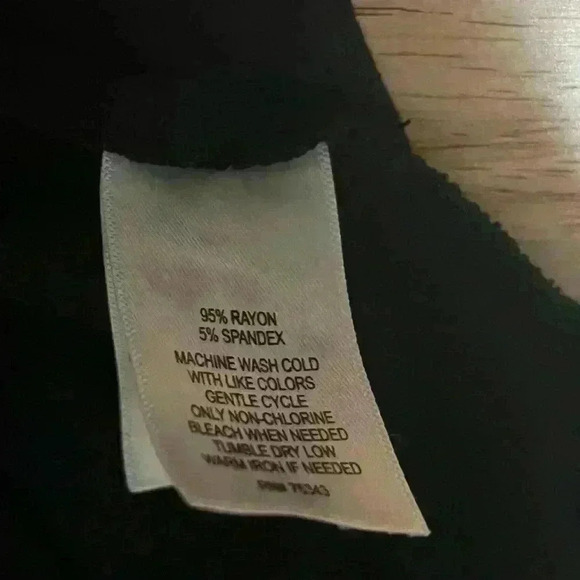 95% RAYON
5% SPANDEX
MACHINE WASH COLD
WITH LIKE COLORS
GENTLE CYCLE
ONLY NON-CHLORINE
BLEACH WHEN NEEDED
TUMBLE DRY LOW
WARM IRON IF NEEDED